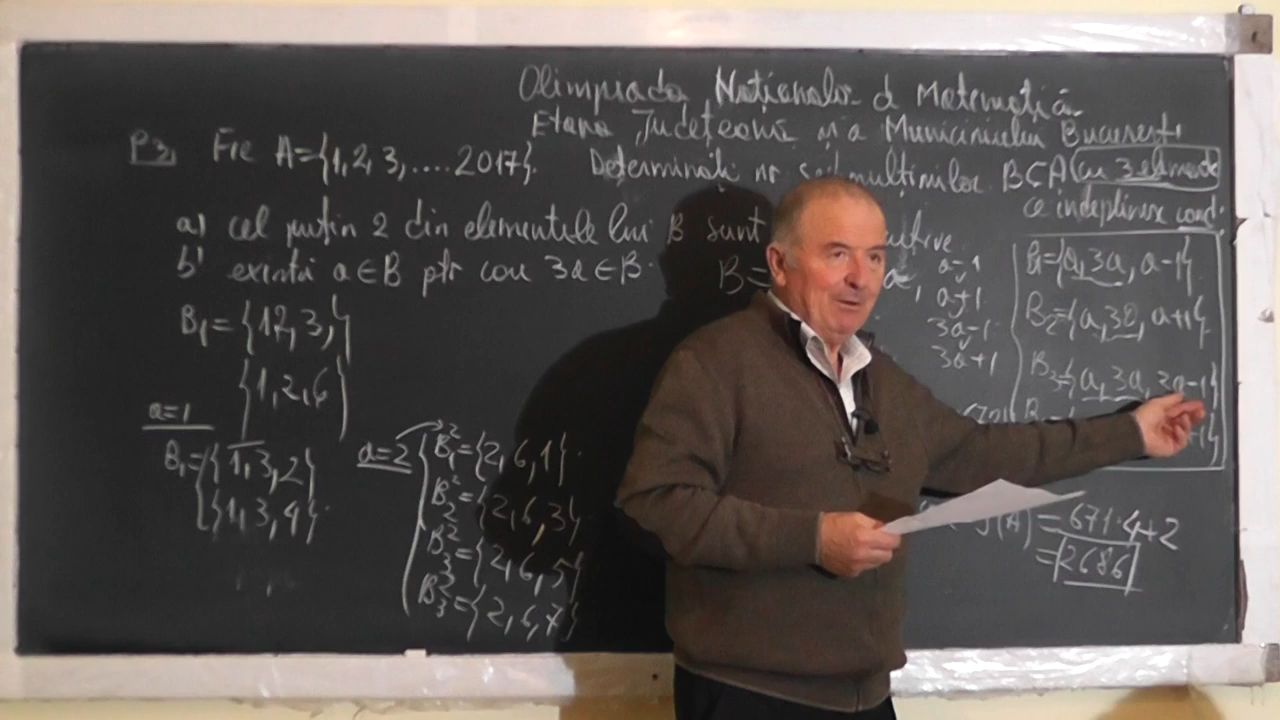 Olimpiada Națională d Matematică
Etapa Județeană și a Municipiului București
P3, Fie A={1,2,3,....2017}. Determinați nr submulțimilor B⊂A cu 3 elemente
ce îndeplinesc cond.
a) cel puțin 2 din elementele lui B sunt
b) există a∈B ptr care 3a∈B.
B=
a-1
a+1
3a-1
3a+1
B₁={a,3a,a-1}
B₂={a,3a,a+1}
B₃={a,3a,3a-1}
B₁={12,3,}
{1,2,6}
a=1
B₁={{1,3,2}
{1,3,4}
a=2
B₁²={2,6,1}
B₂²={2,6,3}
B₃²={2,6,5}
B₃²={2,6,7}
(A)=671·4+2
=2686